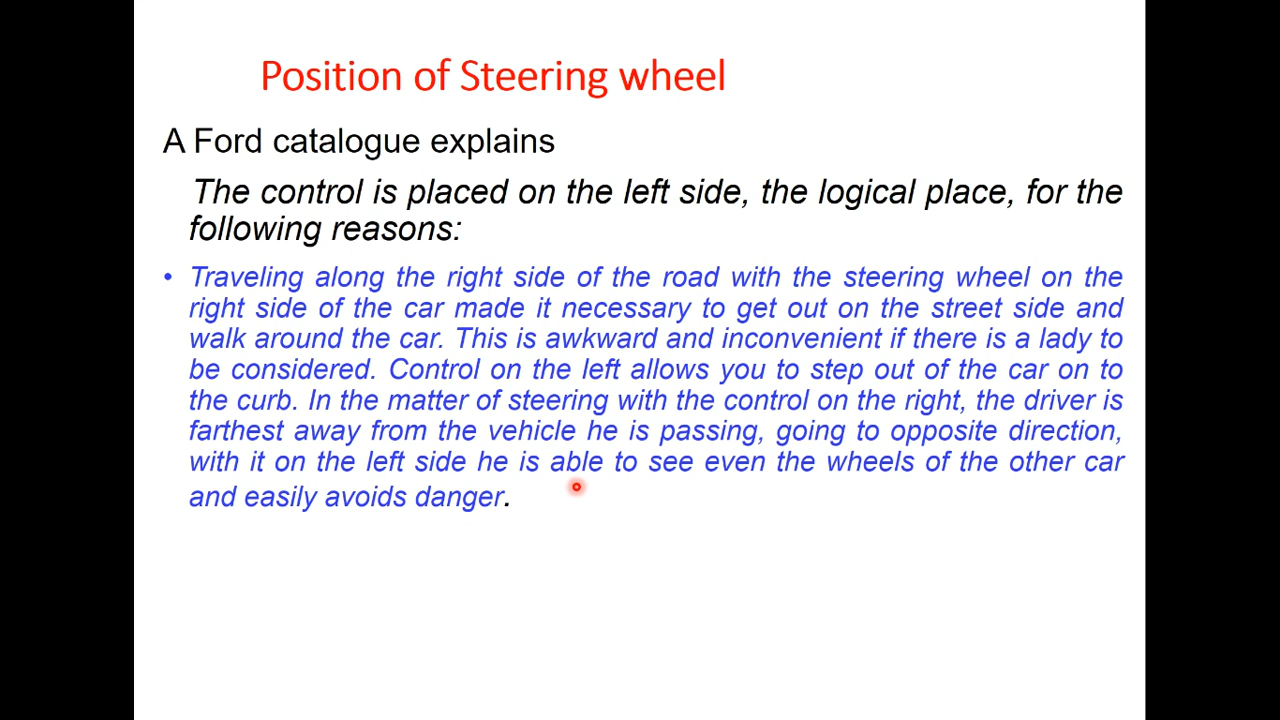 Position of Steering wheel
A Ford catalogue explains
The control is placed on the left side, the logical place, for the
following reasons:
• Traveling along the right side of the road with the steering wheel on the
right side of the car made it necessary to get out on the street side and
walk around the car. This is awkward and inconvenient if there is a lady to
be considered. Control on the left allows you to step out of the car on to
the curb. In the matter of steering with the control on the right, the driver is
farthest away from the vehicle he is passing, going to opposite direction,
with it on the left side he is able to see even the wheels of the other car
and easily avoids danger.